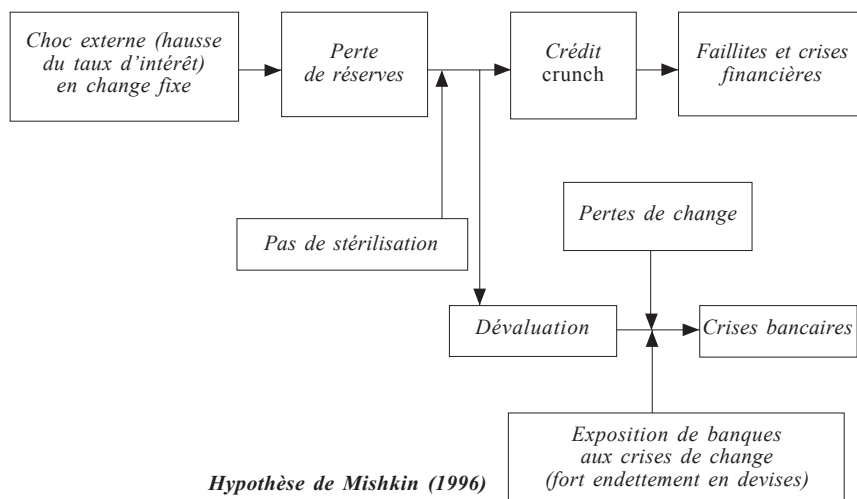 Choc externe (hausse
du taux d'intérêt)
en change fixe
Perte
de réserves
Crédit
crunch
Faillites et crises
financières
Pas de stérilisation
Pertes de change
Dévaluation
Crises bancaires
Exposition de banques
aux crises de change
(fort endettement en devises)
Hypothèse de Mishkin (1996)